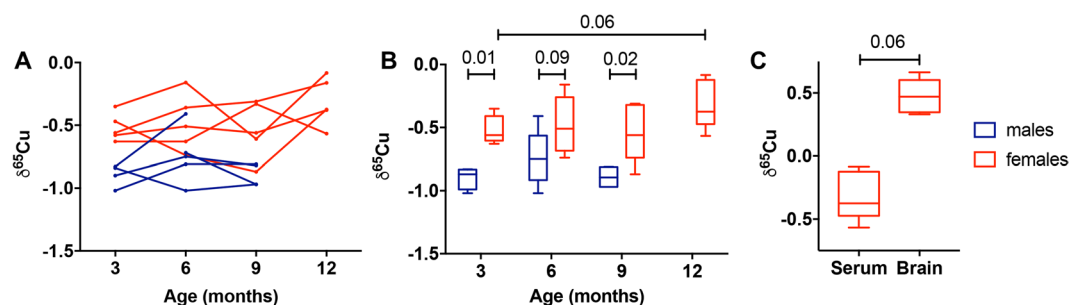 A
δ65Cu
0.0
-0.5
-1.0
-1.5
3 6 9 12
Age (months)
B
δ65Cu
0.06
0.01 0.09 0.02
0.0
-0.5
-1.0
-1.5
3 6 9 12
Age (months)
C
δ65Cu
0.06
0.5
0.0
-0.5
Serum Brain
males
females